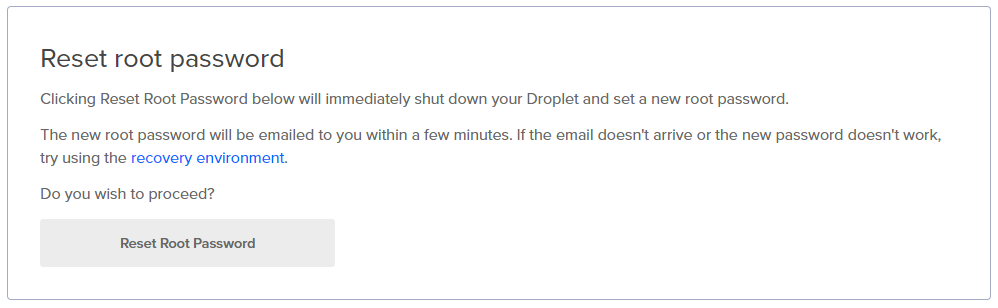 Reset root password
Clicking Reset Root Password below will immediately shut down your Droplet and set a new root password.
The new root password will be emailed to you within a few minutes. If the email doesn't arrive or the new password doesn't work,
try using the recovery environment.
Do you wish to proceed?
Reset Root Password